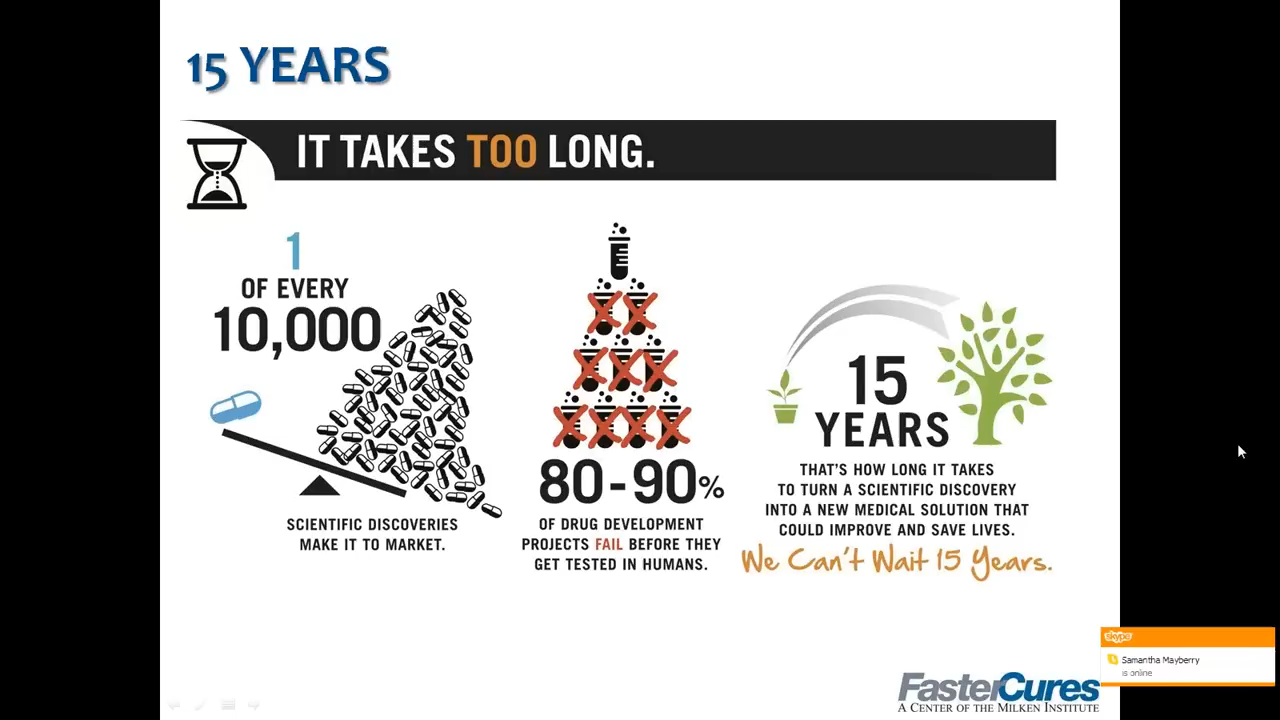 15 YEARS
IT TAKES TOO LONG.
1
OF EVERY
10,000
SCIENTIFIC DISCOVERIES
MAKE IT TO MARKET.
80-90%
OF DRUG DEVELOPMENT
PROJECTS FAIL BEFORE THEY
GET TESTED IN HUMANS.
15
YEARS
THAT'S HOW LONG IT TAKES
TO TURN A SCIENTIFIC DISCOVERY
INTO A NEW MEDICAL SOLUTION THAT
COULD IMPROVE AND SAVE LIVES.
We Can't Wait 15 Years.
skype
Samantha Mayberry
is online
FasterCures
A CENTER OF THE MILKEN INSTITUTE